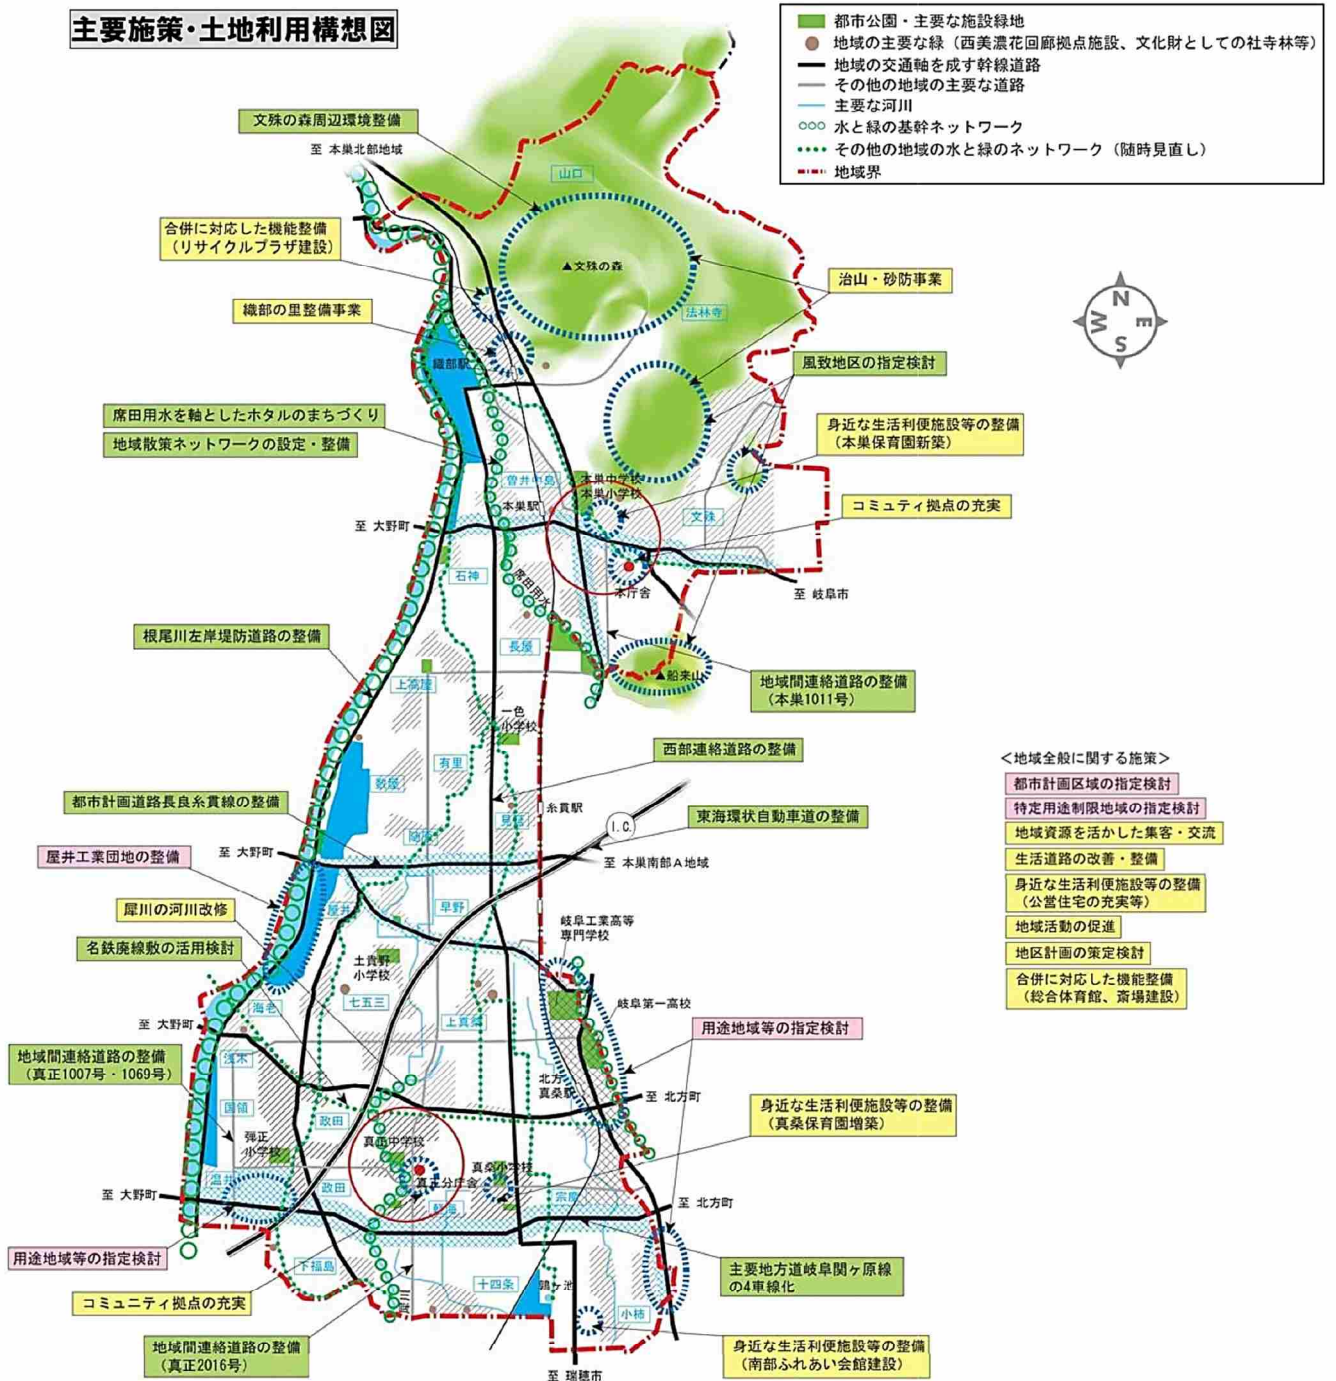 主要施策・土地利用構想図
都市公園・主要な施設緑地
地域の主要な緑（西美濃花回廊拠点施設、文化財としての社寺林等）
地域の交通軸を成す幹線道路
その他の地域の主要な道路
主要な河川
水と緑の基幹ネットワーク
その他の地域の水と緑のネットワーク（随時見直し）
地域界
文殊の森周辺環境整備
至 本巣北部地域
山口
合併に対応した機能整備
（リサイクルプラザ建設）
▲文殊の森
治山・砂防事業
織部の里整備事業
法林寺
N
E
S
W
織部駅
風致地区の指定検討
席田用水を軸としたホタルのまちづくり
地域散策ネットワークの設定・整備
身近な生活利便施設等の整備
（本巣保育園新築）
曽井中島
本巣中学校
本巣小学校
本巣駅
文殊
コミュティ拠点の充実
至 大野町
石神
席田用水
本庁舎
至 岐阜市
根尾川左岸堤防道路の整備
長屋
上高屋
▲船来山
地域間連絡道路の整備
（本巣1011号）
一色
小学校
西部連絡道路の整備
有里
数屋
＜地域全般に関する施策＞
都市計画区域の指定検討
特定用途制限地域の指定検討
地域資源を活かした集客・交流
生活道路の改善・整備
身近な生活利便施設等の整備
（公営住宅の充実等）
地域活動の促進
地区計画の策定検討
合併に対応した機能整備
（総合体育館、斎場建設）
都市計画道路長良糸貫線の整備
糸貫駅
I.C.
東海環状自動車道の整備
屋井工業団地の整備
至 大野町
至 本巣南部A地域
犀川の河川改修
屋井
早野
岐阜工業高等
専門学校
名鉄廃線敷の活用検討
土貴野
小学校
七五三
海老
上真桑
岐阜第一高校
至 大野町
用途地域等の指定検討
地域間連絡道路の整備
（真正1007号・1069号）
浅木
国領
北方
真桑駅
至 北方町
身近な生活利便施設等の整備
（真桑保育園増築）
政田
弾正
小学校
真正中学校
真桑小学校
温井
政田
真正分庁舎
軽海
宗慶
至 大野町
至 北方町
用途地域等の指定検討
下福島
十四条
鶴ヶ池
主要地方道岐阜関ヶ原線
の4車線化
コミュニティ拠点の充実
小柿
地域間連絡道路の整備
（真正2016号）
身近な生活利便施設等の整備
（南部ふれあい会館建設）
至 瑞穂市